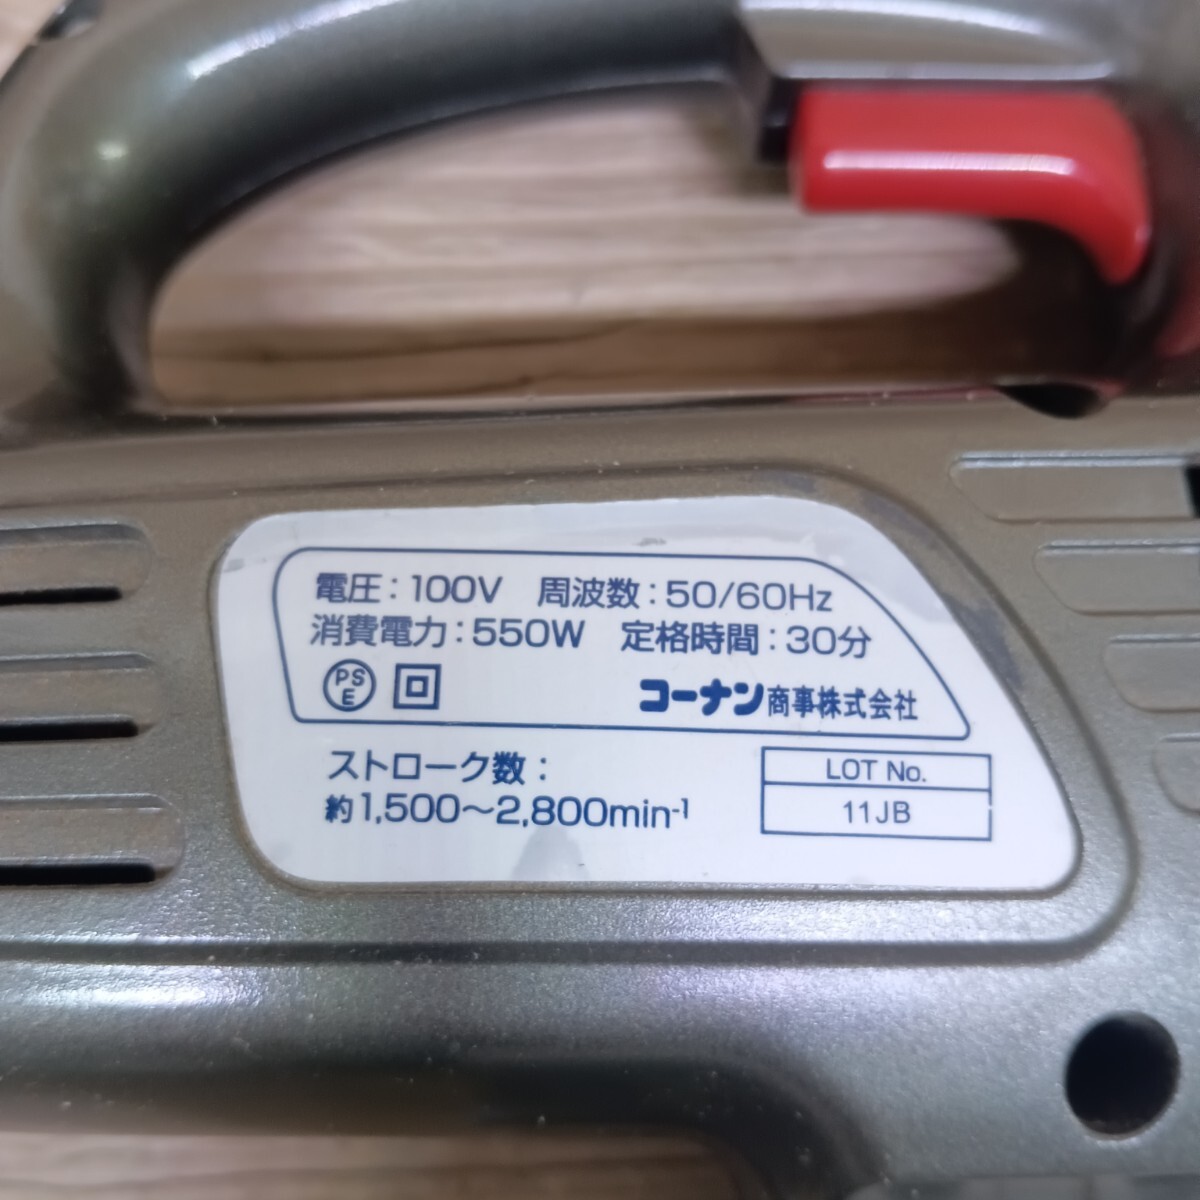 電圧：100V 周波数：50/60Hz
消費電力：550W 定格時間：30分
PSE コーナン商事株式会社
ストローク数：
約1,500～2,800min-1
LOT No.
11JB